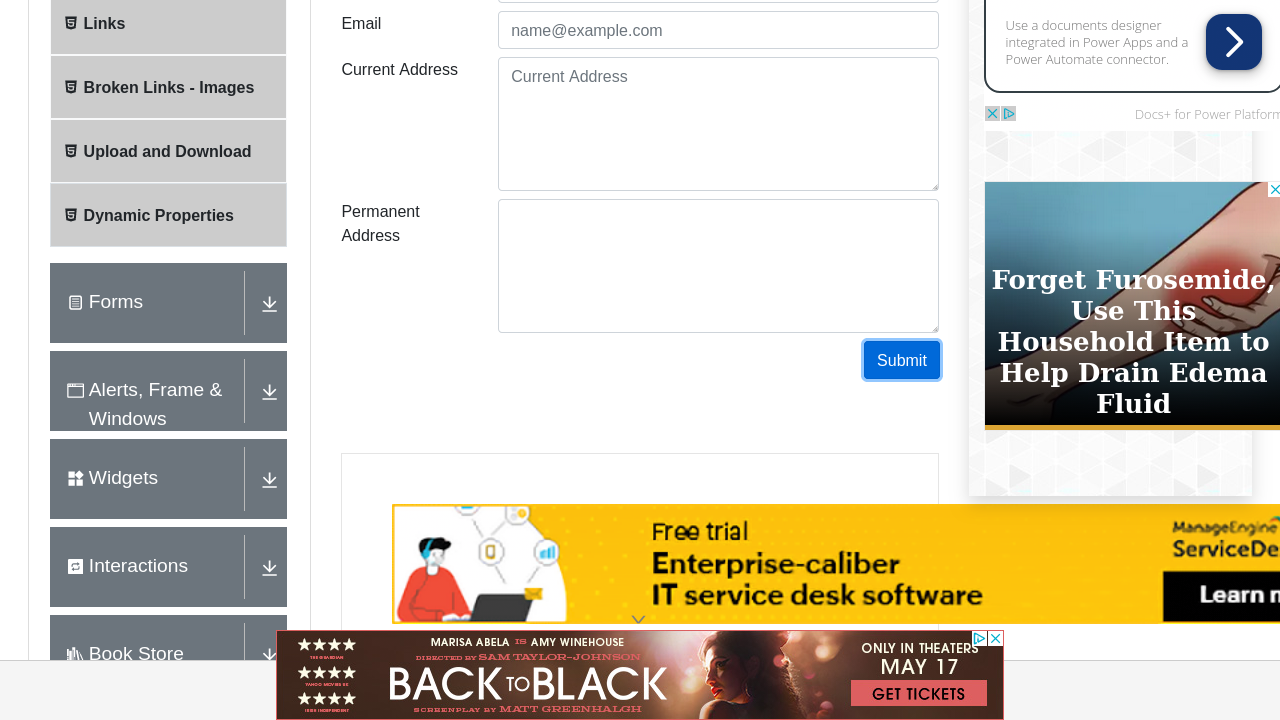 Links
Broken Links - Images
Upload and Download
Dynamic Properties
Forms
Alerts, Frame &
Windows
Widgets
Interactions
Book Store
Email
name@example.com
Current Address
Current Address
Permanent
Address
Submit
Use a documents designer
integrated in Power Apps and a
Power Automate connector.
Docs+ for Power Platform
Forget Furosemide,
Use This
Household Item to
Help Drain Edema
Fluid
Free trial
Enterprise-caliber
IT service desk software
ManageEngine
ServiceDe
Learn n
THE GUARDIAN
MARISA ABELA IS AMY WINEHOUSE
DIRECTED BY SAM TAYLOR-JOHNSON
BACK TO BLACK
SCREENPLAY BY MATT GREENHALGH
ONLY IN THEATERS
MAY 17
GET TICKETS